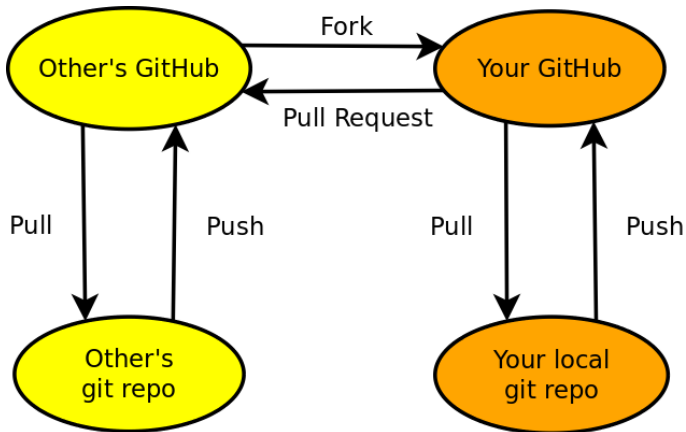 Fork
Other's GitHub
Your GitHub
Pull Request
Pull
Push
Pull
Push
Other's
git repo
Your local
git repo